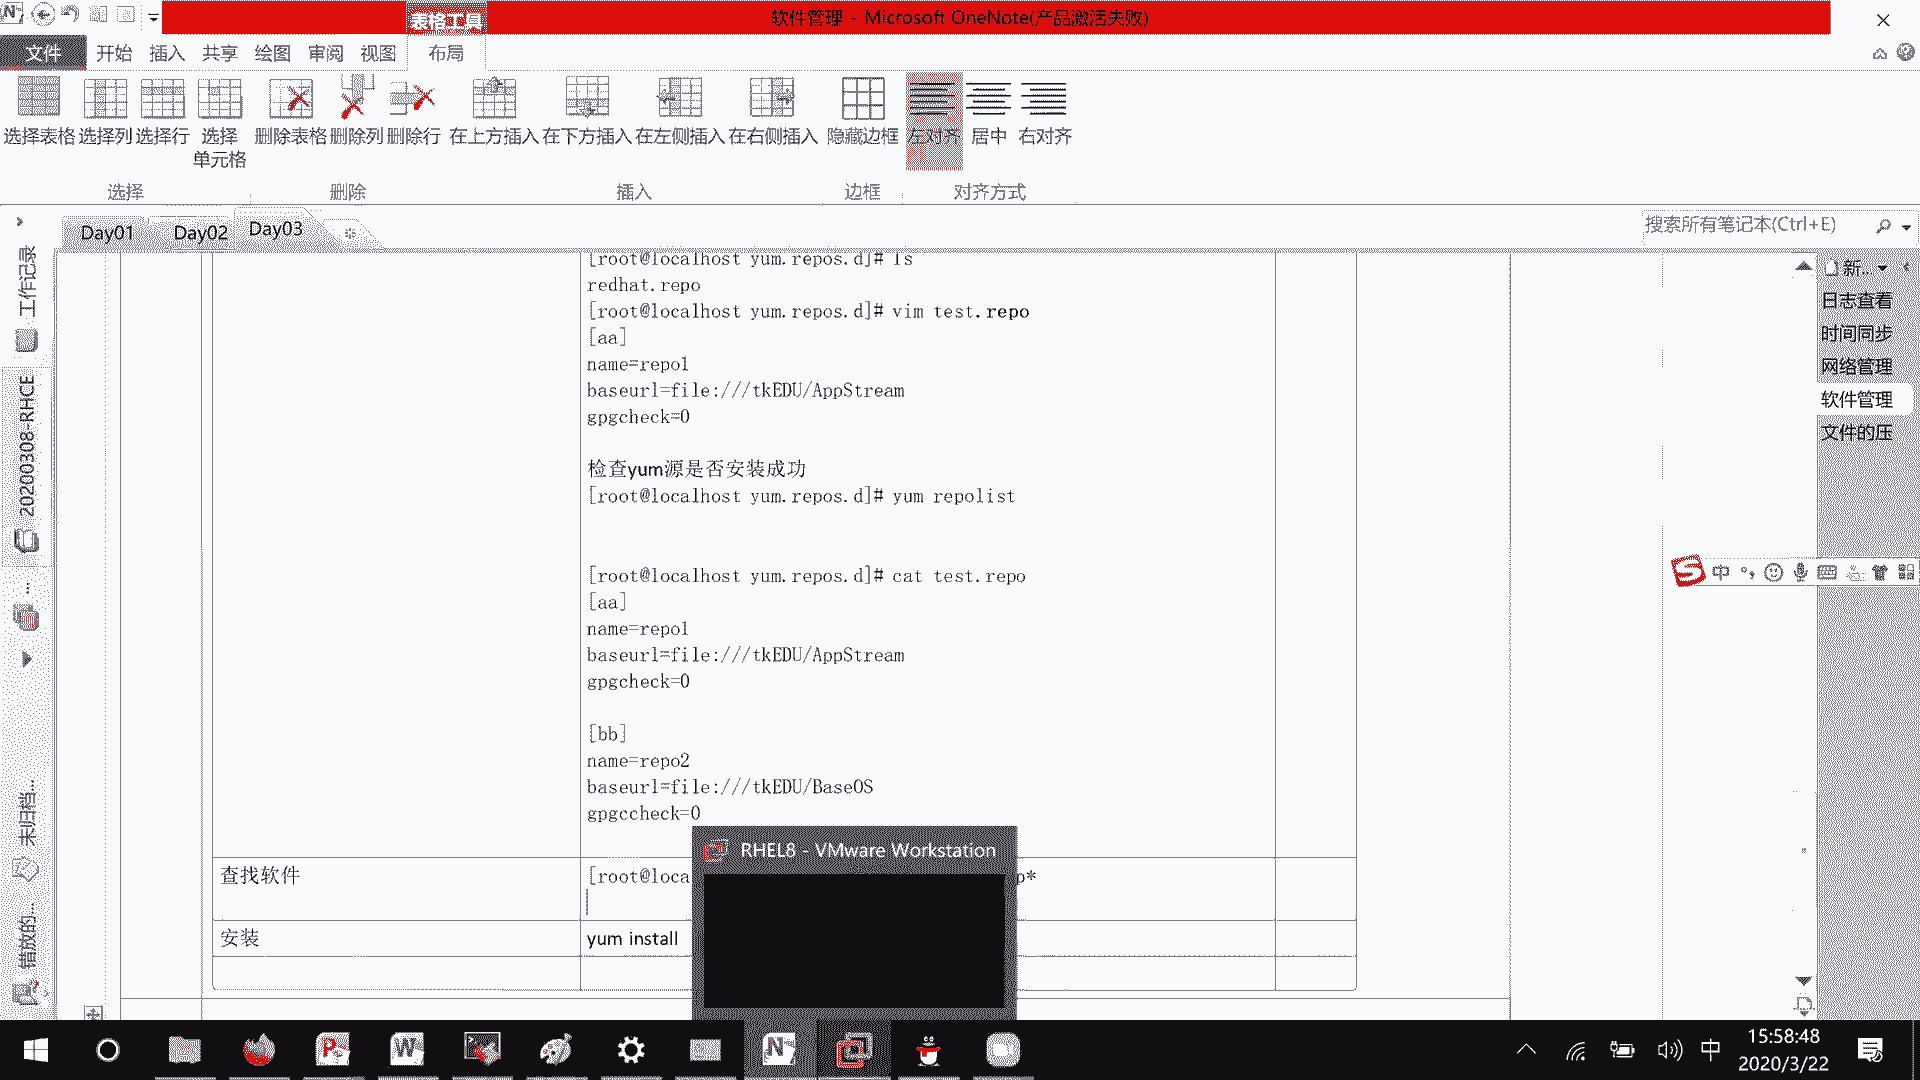 表格工具
软件管理 - Microsoft OneNote(产品激活失败)
文件 开始 插入 共享 绘图 审阅 视图 布局
选择表格 选择列 选择行 选择单元格 删除表格 删除列 删除行 在上方插入 在下方插入 在左侧插入 在右侧插入 隐藏边框 左对齐 居中 右对齐
选择 删除 插入 边框 对齐方式
Day01 Day02 Day03
搜索所有笔记本(Ctrl+E)
工作记录
20200308-RHCE
未归档...
错放的...
[root@localhost yum.repos.d]# ls
redhat.repo
[root@localhost yum.repos.d]# vim test.repo
[aa]
name=repo1
baseurl=file:///tkEDU/AppStream
gpgcheck=0
检查yum源是否安装成功
[root@localhost yum.repos.d]# yum repolist
[root@localhost yum.repos.d]# cat test.repo
[aa]
name=repo1
baseurl=file:///tkEDU/AppStream
gpgcheck=0
[bb]
name=repo2
baseurl=file:///tkEDU/BaseOS
gpgccheck=0
查找软件 [root@loca p*
安装 yum install
RHEL8 - VMware Workstation
新...
日志查看
时间同步
网络管理
软件管理
文件的压
中
中
15:58:48
2020/3/22